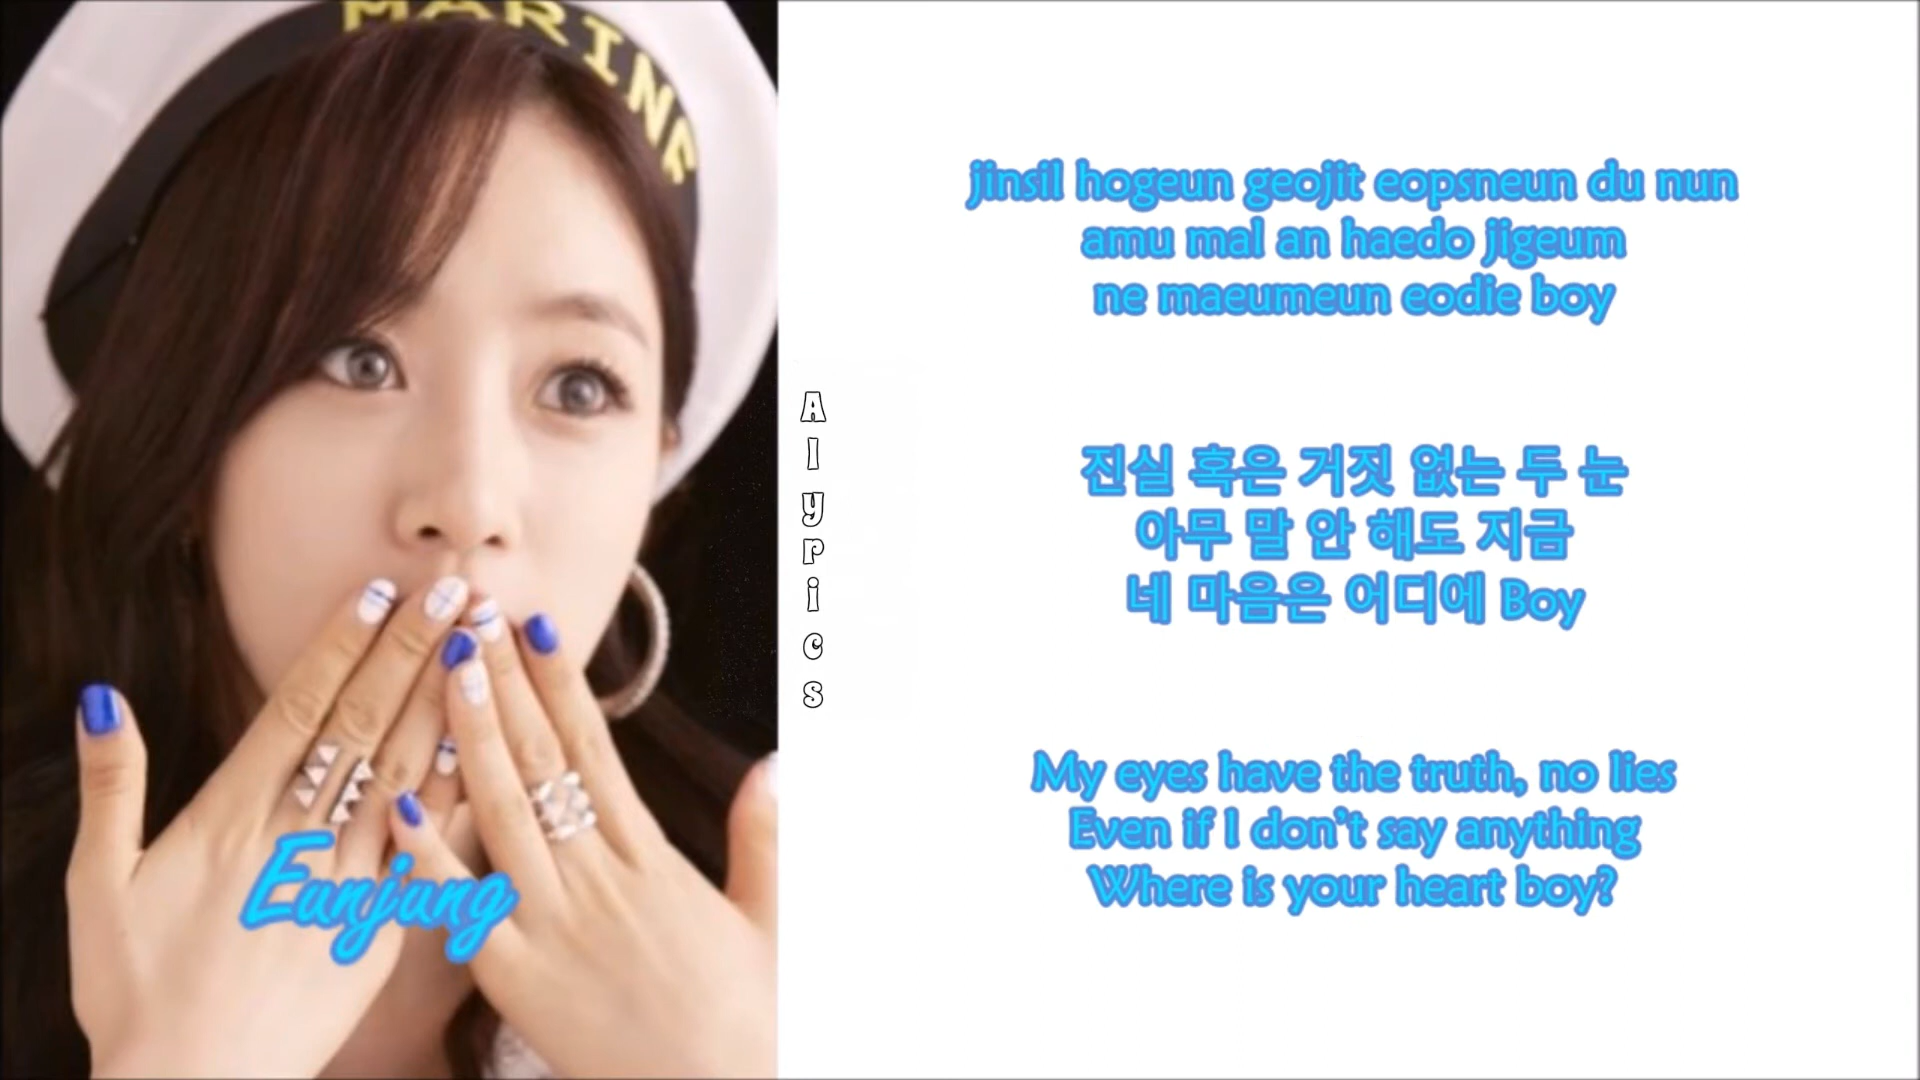 MARINE
Eunjung
Alyrics
jinsil hogeun geojit eopsneun du nun
amu mal an haedo jigeum
ne maeumeun eodie boy
진실 혹은 거짓 없는 두 눈
아무 말 안 해도 지금
네 마음은 어디에 Boy
My eyes have the truth, no lies
Even if I don't say anything
Where is your heart boy?